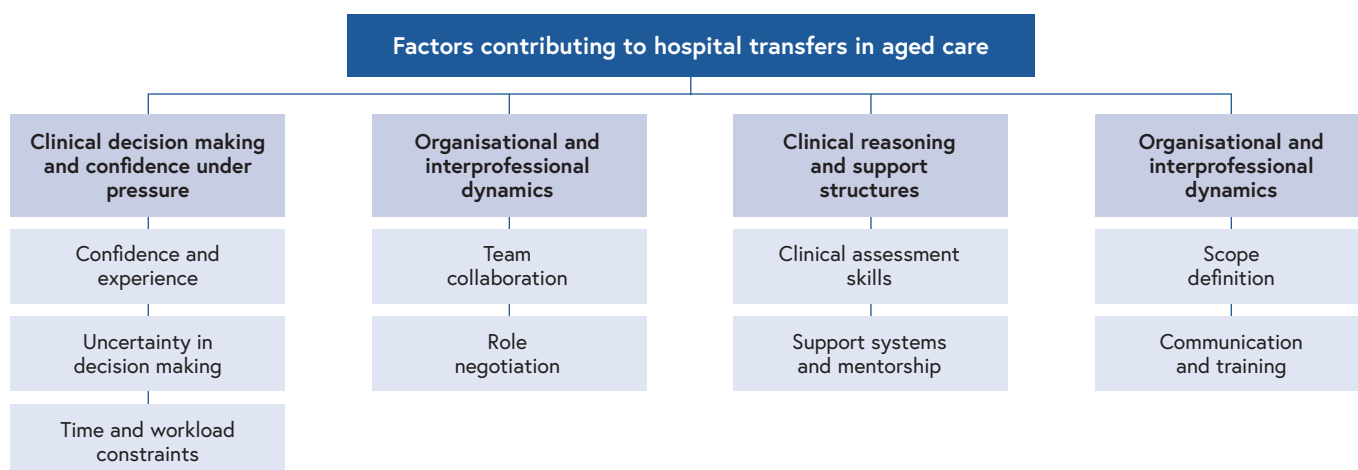 Factors contributing to hospital transfers in aged care
Clinical decision making
and confidence under
pressure
Confidence and
experience
Uncertainty in
decision making
Time and workload
constraints
Organisational and
interprofessional
dynamics
Team
collaboration
Role
negotiation
Clinical reasoning
and support
structures
Clinical assessment
skills
Support systems
and mentorship
Organisational and
interprofessional
dynamics
Scope
definition
Communication
and training